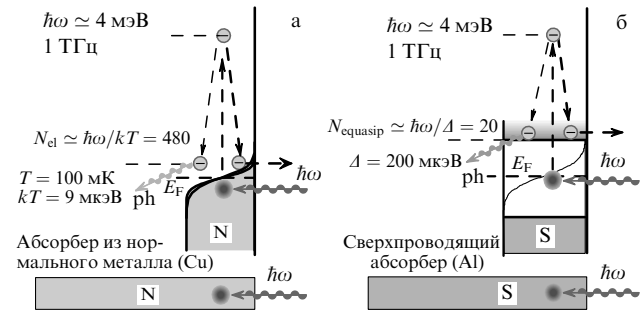 ℏω ≃ 4 мэВ
1 ТГц
а
N_el ≃ ℏω/kT = 480
T = 100 мК
kT = 9 мкэВ
E_F
ph
ℏω
N
Абсорбер из нор-
мального металла (Cu)
N
ℏω
ℏω ≃ 4 мэВ
1 ТГц
б
N_equasip ≃ ℏω/Δ = 20
Δ = 200 мкэВ
E_F
ph
ℏω
S
Сверхпроводящий
абсорбер (Al)
S
ℏω